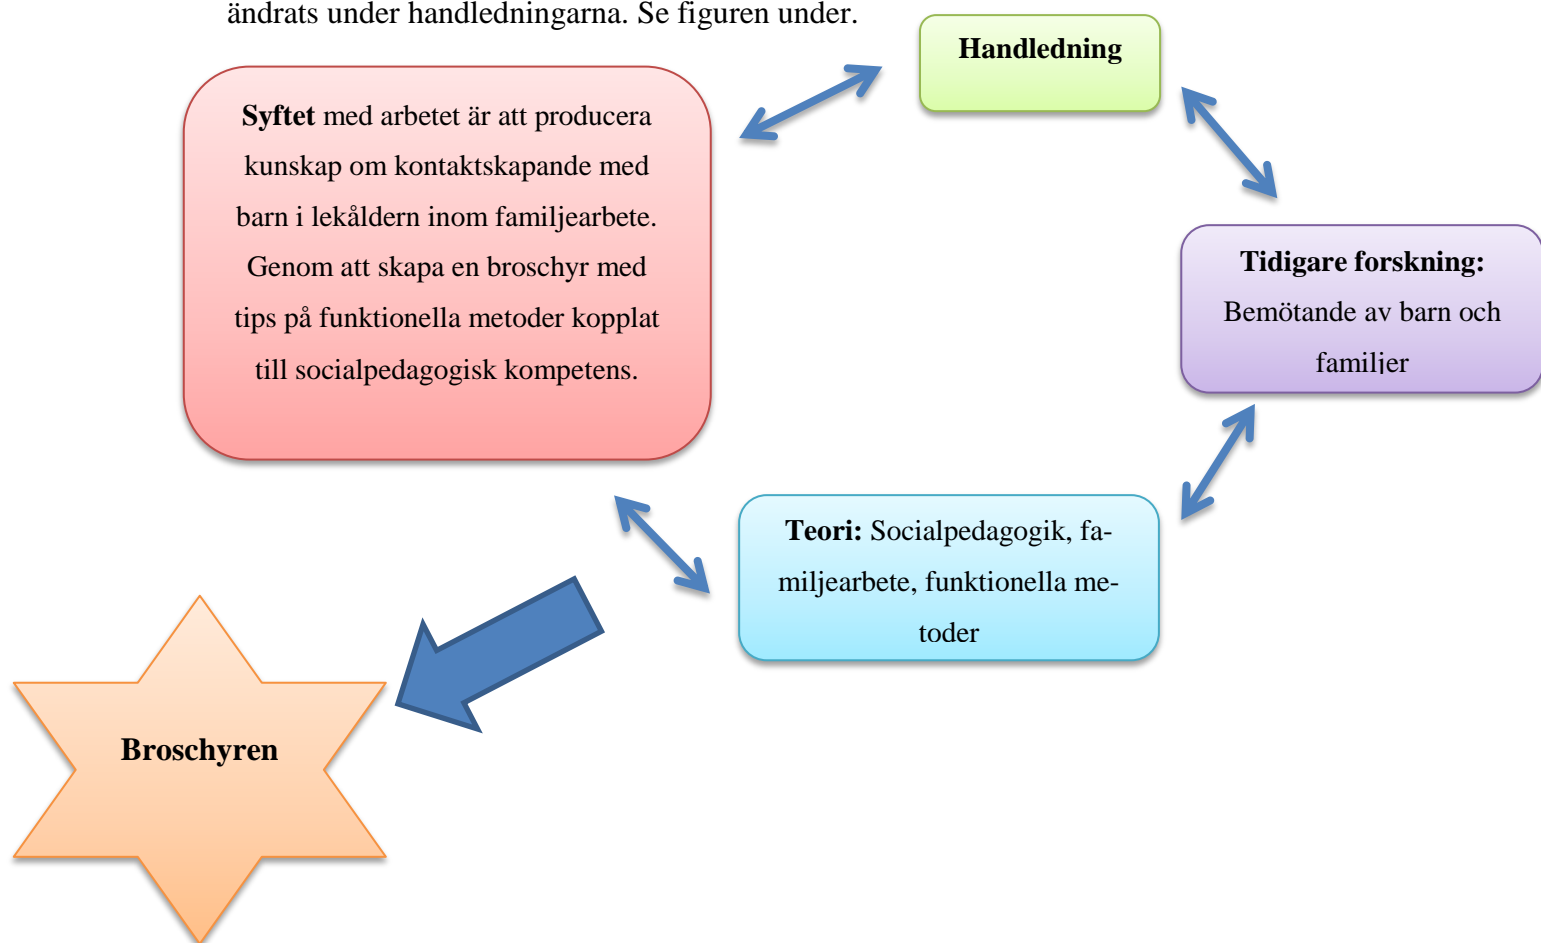 ändrats under handledningarna. Se figuren under.
Handledning
Syftet med arbetet är att producera
kunskap om kontaktskapande med
barn i lekåldern inom familjearbete.
Genom att skapa en broschyr med
tips på funktionella metoder kopplat
till socialpedagogisk kompetens.
Tidigare forskning:
Bemötande av barn och
familjer
Teori: Socialpedagogik, fa-
miljearbete, funktionella me-
toder
Broschyren